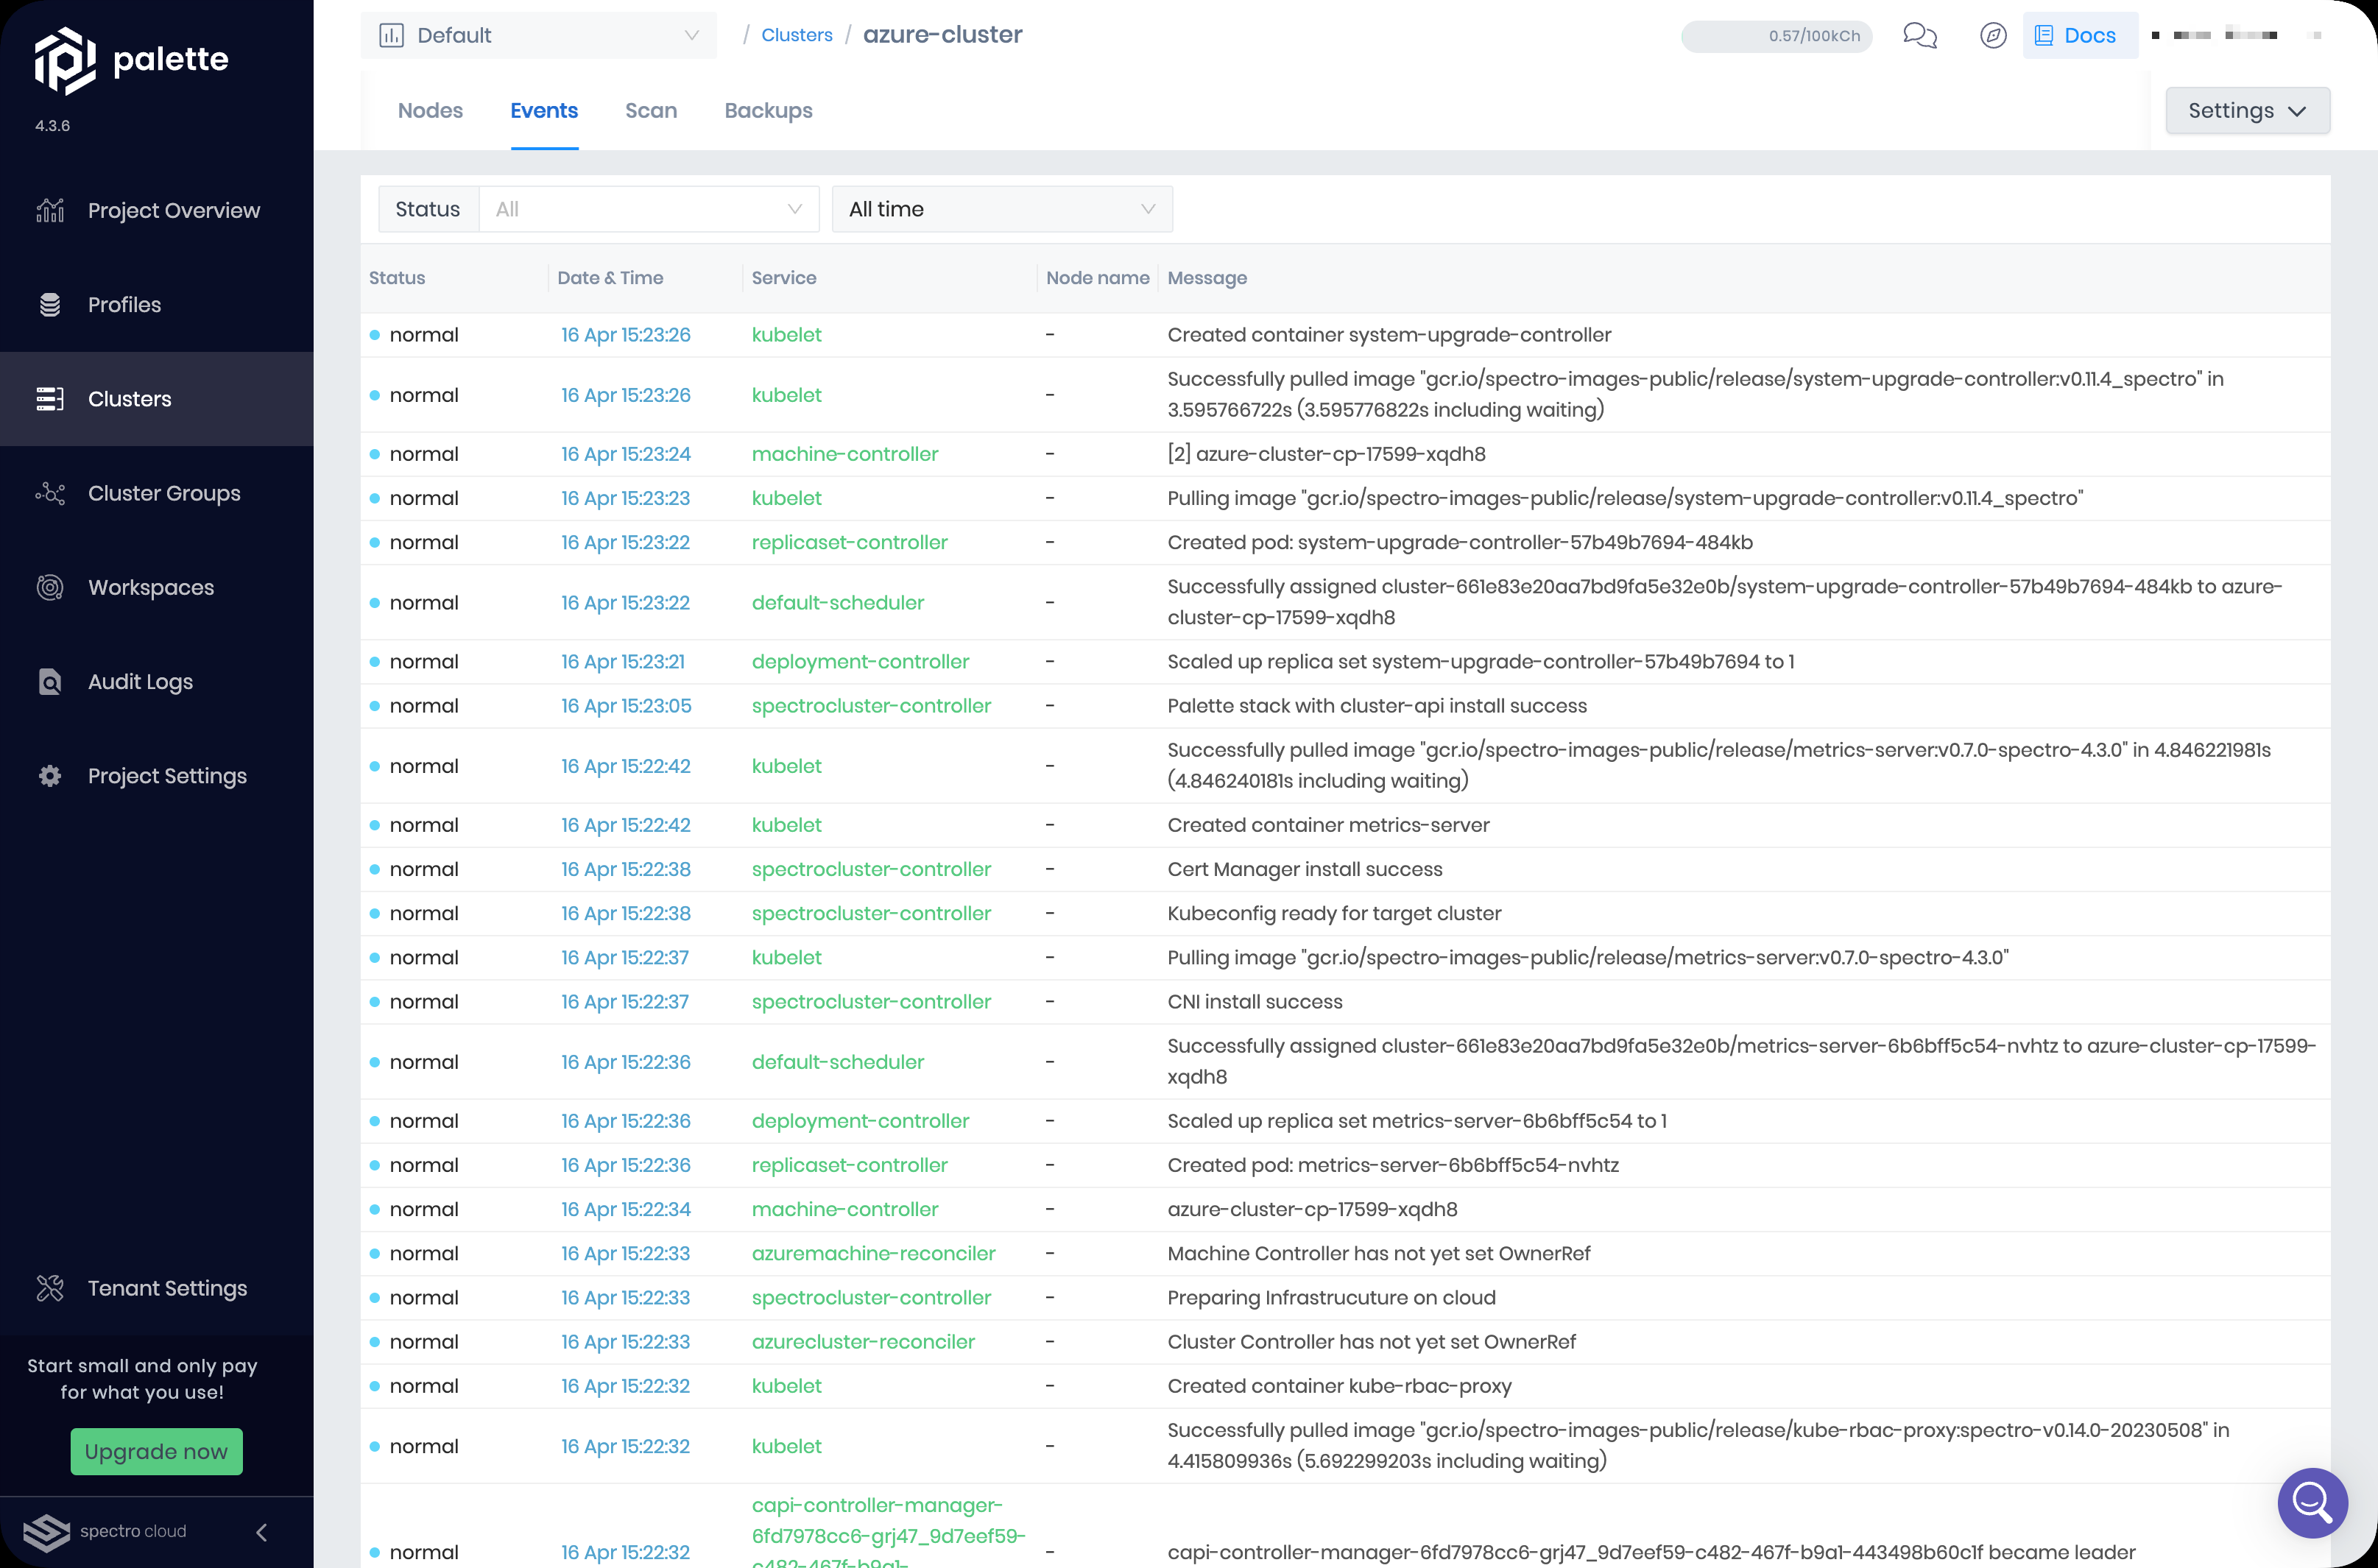 palette
4.3.6
Default
/ Clusters / azure-cluster
0.57/100kCh
Docs
Nodes
Events
Scan
Backups
Settings
Project Overview
Profiles
Clusters
Cluster Groups
Workspaces
Audit Logs
Project Settings
Tenant Settings
Start small and only pay
for what you use!
Upgrade now
spectro cloud
Status All
All time
Status Date & Time Service Node name Message
normal 16 Apr 15:23:26 kubelet - Created container system-upgrade-controller
normal 16 Apr 15:23:26 kubelet - Successfully pulled image "gcr.io/spectro-images-public/release/system-upgrade-controller:v0.11.4_spectro" in
3.595766722s (3.595776822s including waiting)
normal 16 Apr 15:23:24 machine-controller - [2] azure-cluster-cp-17599-xqdh8
normal 16 Apr 15:23:23 kubelet - Pulling image "gcr.io/spectro-images-public/release/system-upgrade-controller:v0.11.4_spectro"
normal 16 Apr 15:23:22 replicaset-controller - Created pod: system-upgrade-controller-57b49b7694-484kb
normal 16 Apr 15:23:22 default-scheduler - Successfully assigned cluster-661e83e20aa7bd9fa5e32e0b/system-upgrade-controller-57b49b7694-484kb to azure-
cluster-cp-17599-xqdh8
normal 16 Apr 15:23:21 deployment-controller - Scaled up replica set system-upgrade-controller-57b49b7694 to 1
normal 16 Apr 15:23:05 spectrocluster-controller - Palette stack with cluster-api install success
normal 16 Apr 15:22:42 kubelet - Successfully pulled image "gcr.io/spectro-images-public/release/metrics-server:v0.7.0-spectro-4.3.0" in 4.846221981s
(4.846240181s including waiting)
normal 16 Apr 15:22:42 kubelet - Created container metrics-server
normal 16 Apr 15:22:38 spectrocluster-controller - Cert Manager install success
normal 16 Apr 15:22:38 spectrocluster-controller - Kubeconfig ready for target cluster
normal 16 Apr 15:22:37 kubelet - Pulling image "gcr.io/spectro-images-public/release/metrics-server:v0.7.0-spectro-4.3.0"
normal 16 Apr 15:22:37 spectrocluster-controller - CNI install success
normal 16 Apr 15:22:36 default-scheduler - Successfully assigned cluster-661e83e20aa7bd9fa5e32e0b/metrics-server-6b6bff5c54-nvhtz to azure-cluster-cp-17599-
xqdh8
normal 16 Apr 15:22:36 deployment-controller - Scaled up replica set metrics-server-6b6bff5c54 to 1
normal 16 Apr 15:22:36 replicaset-controller - Created pod: metrics-server-6b6bff5c54-nvhtz
normal 16 Apr 15:22:34 machine-controller - azure-cluster-cp-17599-xqdh8
normal 16 Apr 15:22:33 azuremachine-reconciler - Machine Controller has not yet set OwnerRef
normal 16 Apr 15:22:33 spectrocluster-controller - Preparing Infrastrucuture on cloud
normal 16 Apr 15:22:33 azurecluster-reconciler - Cluster Controller has not yet set OwnerRef
normal 16 Apr 15:22:32 kubelet - Created container kube-rbac-proxy
normal 16 Apr 15:22:32 kubelet - Successfully pulled image "gcr.io/spectro-images-public/release/kube-rbac-proxy:spectro-v0.14.0-20230508" in
4.415809936s (5.692299203s including waiting)
capi-controller-manager-
6fd7978cc6-grj47_9d7eef59-
c482-467f-b9a1-
normal 16 Apr 15:22:32 - capi-controller-manager-6fd7978cc6-grj47_9d7eef59-c482-467f-b9a1-443498b60c1f became leader